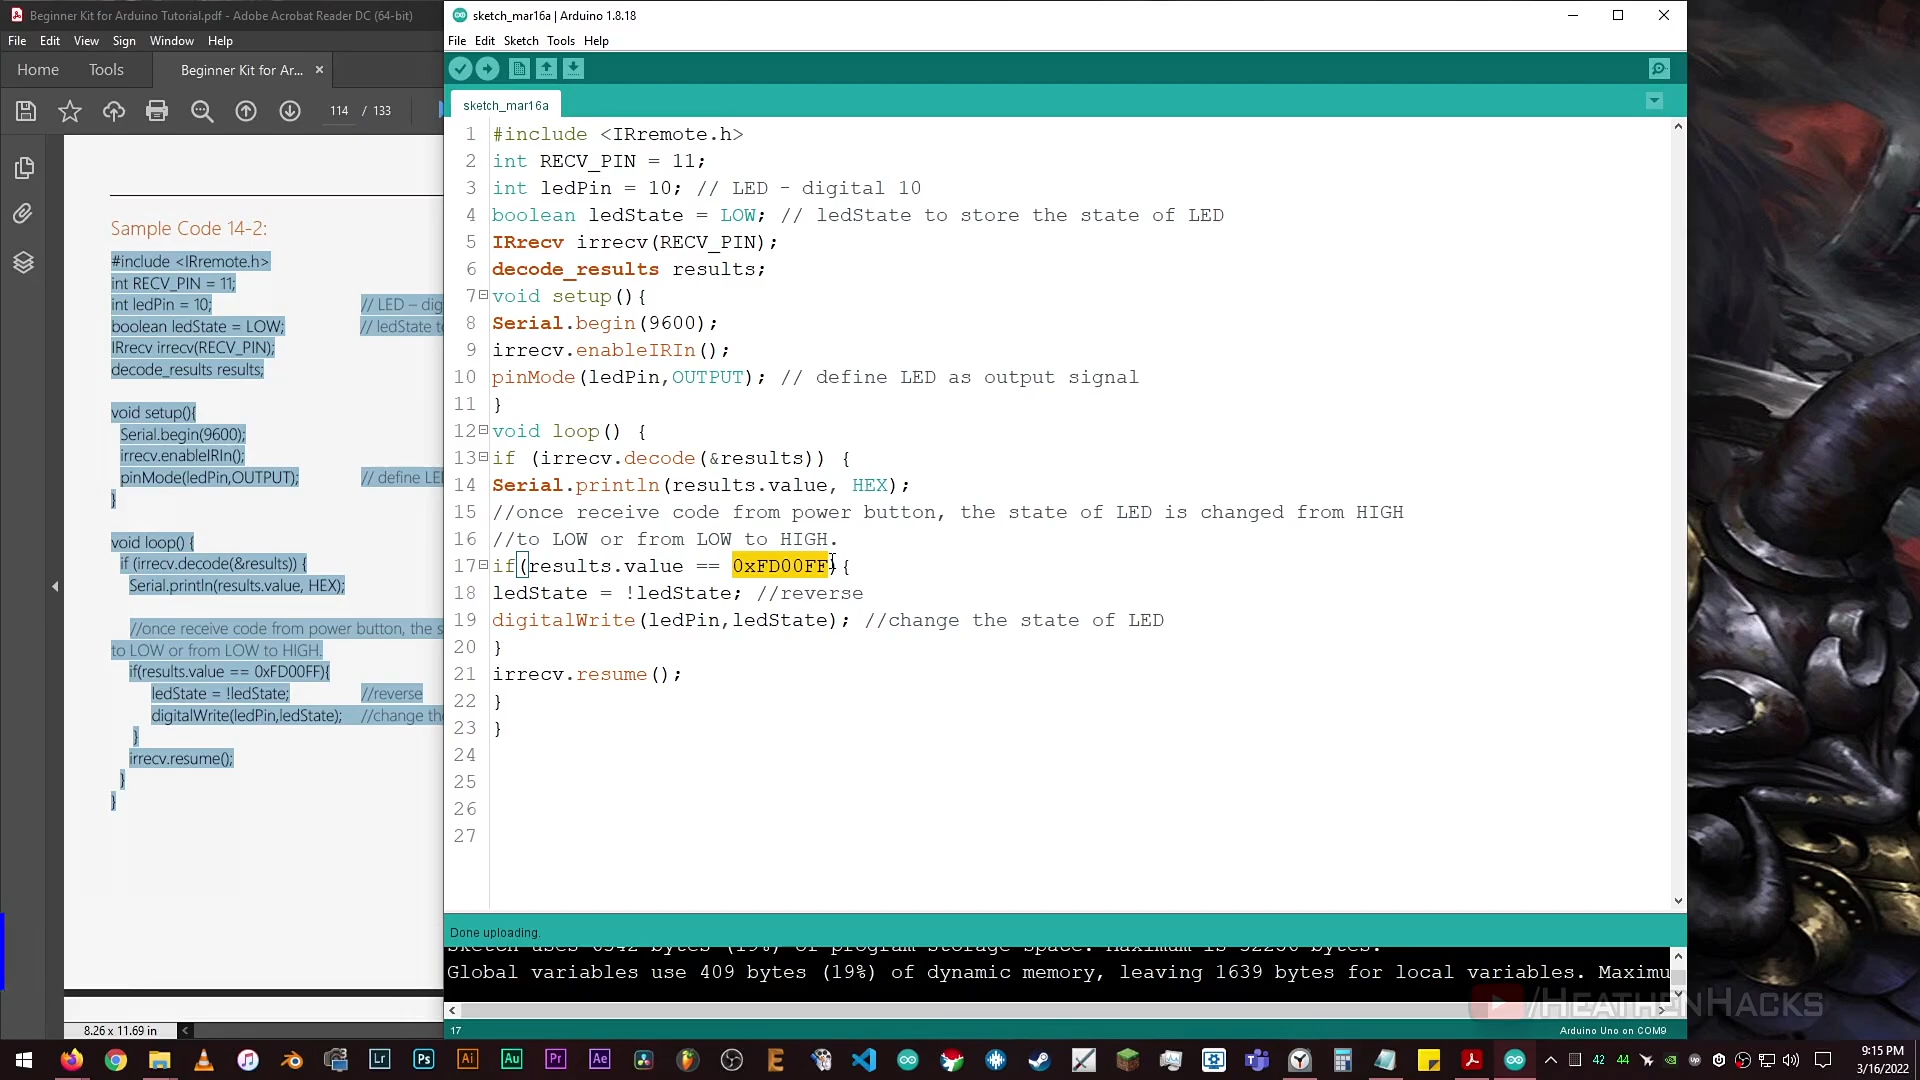 Beginner Kit for Arduino Tutorial.pdf - Adobe Acrobat Reader DC (64-bit)
File Edit View Sign Window Help
Home Tools Beginner Kit for Ar... ×
114 / 133
Sample Code 14-2:
#include <IRremote.h>
int RECV_PIN = 11;
int ledPin = 10; // LED – dig
boolean ledState = LOW; // ledState to
IRrecv irrecv(RECV_PIN);
decode_results results;
void setup(){
Serial.begin(9600);
irrecv.enableIRIn();
pinMode(ledPin,OUTPUT); // define LE
}
void loop() {
if (irrecv.decode(&results)) {
Serial.println(results.value, HEX);
//once receive code from power button, the s
to LOW or from LOW to HIGH.
if(results.value == 0xFD00FF){
ledState = !ledState; //reverse
digitalWrite(ledPin,ledState); //change the
}
irrecv.resume();
}
}
8.26 x 11.69 in
sketch_mar16a | Arduino 1.8.18
File Edit Sketch Tools Help
sketch_mar16a
1 #include <IRremote.h>
2 int RECV_PIN = 11;
3 int ledPin = 10; // LED - digital 10
4 boolean ledState = LOW; // ledState to store the state of LED
5 IRrecv irrecv(RECV_PIN);
6 decode_results results;
7 void setup(){
8 Serial.begin(9600);
9 irrecv.enableIRIn();
10 pinMode(ledPin,OUTPUT); // define LED as output signal
11 }
12 void loop() {
13 if (irrecv.decode(&results)) {
14 Serial.println(results.value, HEX);
15 //once receive code from power button, the state of LED is changed from HIGH
16 //to LOW or from LOW to HIGH.
17 if(results.value == 0xFD00FF){
18 ledState = !ledState; //reverse
19 digitalWrite(ledPin,ledState); //change the state of LED
20 }
21 irrecv.resume();
22 }
23 }
24
25
26
27
Done uploading.
Sketch uses 6342 bytes (19%) of program storage space. Maximum is 32256 bytes.
Global variables use 409 bytes (19%) of dynamic memory, leaving 1639 bytes for local variables. Maximu
/HEATHENHACKS
17
Arduino Uno on COM9
Lr Ps Ai Au Pr Ae
42 44
9:15 PM
3/16/2022